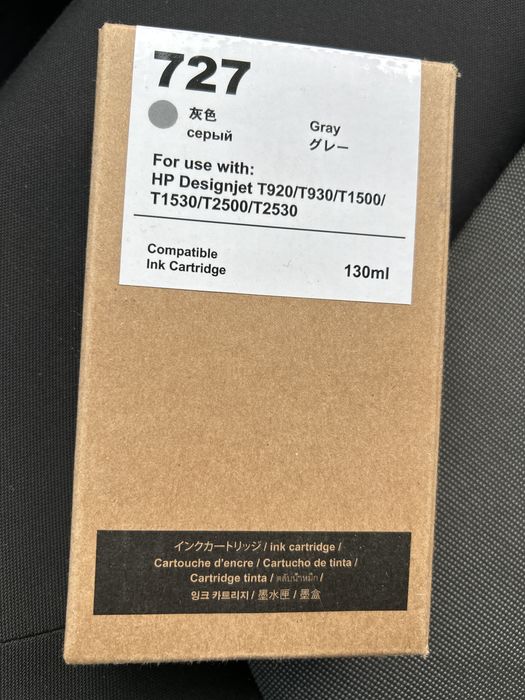 727
灰色
серый
Gray
グレー
For use with:
HP Designjet T920/T930/T1500/
T1530/T2500/T2530
Compatible
Ink Cartridge
130ml
インクカートリッジ / ink cartridge /
Cartouche d'encre / Cartucho de tinta /
Cartridge tinta / ตลับน้ำหมึก /
잉크 카트리지 / 墨水匣 / 墨盒